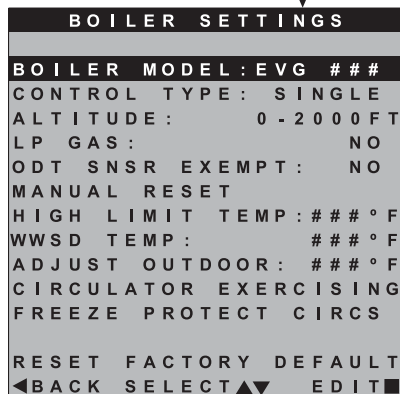 BOILER SETTINGS
BOILER MODEL:EVG ###
CONTROL TYPE: SINGLE
ALTITUDE: 0-2000FT
LP GAS: NO
ODT SNSR EXEMPT: NO
MANUAL RESET
HIGH LIMIT TEMP:###°F
WWSD TEMP: ###°F
ADJUST OUTDOOR: ###°F
CIRCULATOR EXERCISING
FREEZE PROTECT CIRCS
RESET FACTORY DEFAULT
◀BACK SELECT▲▼ EDIT■